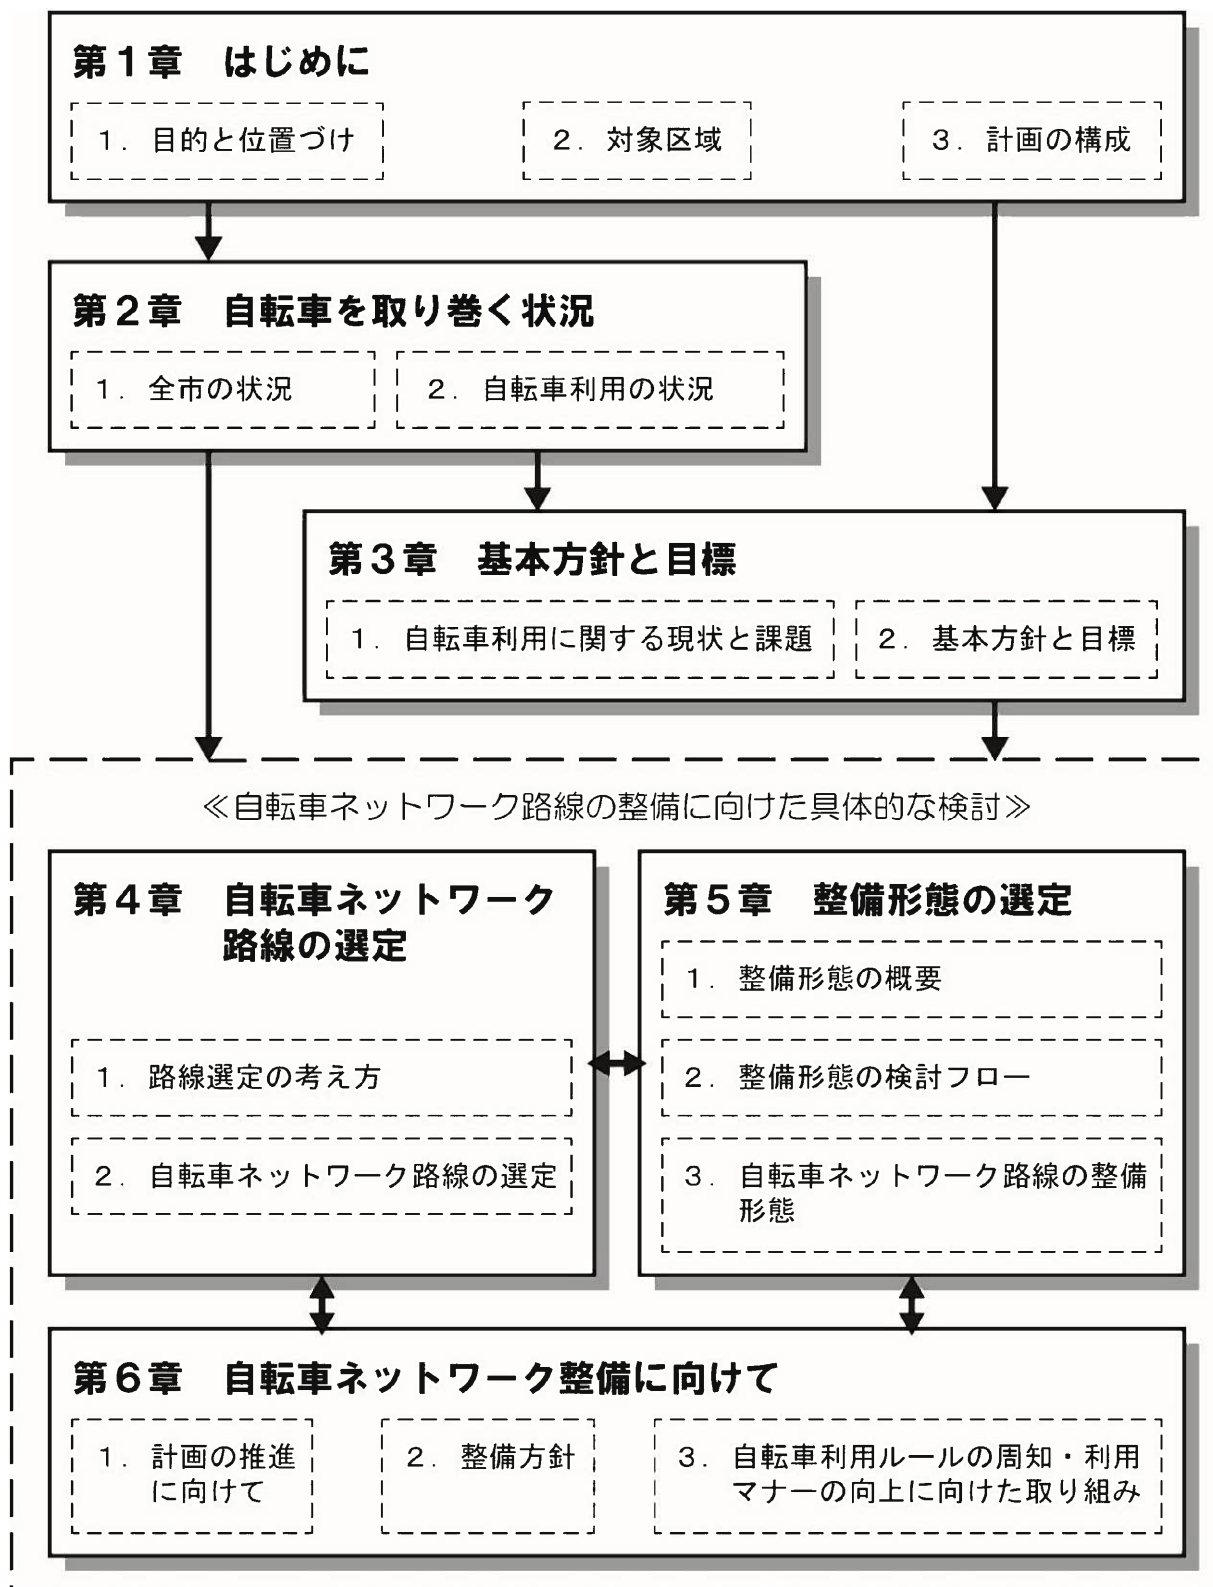 第1章　はじめに
1．目的と位置づけ
2．対象区域
3．計画の構成
第2章　自転車を取り巻く状況
1．全市の状況
2．自転車利用の状況
第3章　基本方針と目標
1．自転車利用に関する現状と課題
2．基本方針と目標
≪自転車ネットワーク路線の整備に向けた具体的な検討≫
第4章　自転車ネットワーク
路線の選定
1．路線選定の考え方
2．自転車ネットワーク路線の選定
第5章　整備形態の選定
1．整備形態の概要
2．整備形態の検討フロー
3．自転車ネットワーク路線の整備
形態
第6章　自転車ネットワーク整備に向けて
1．計画の推進
に向けて
2．整備方針
3．自転車利用ルールの周知・利用
マナーの向上に向けた取り組み